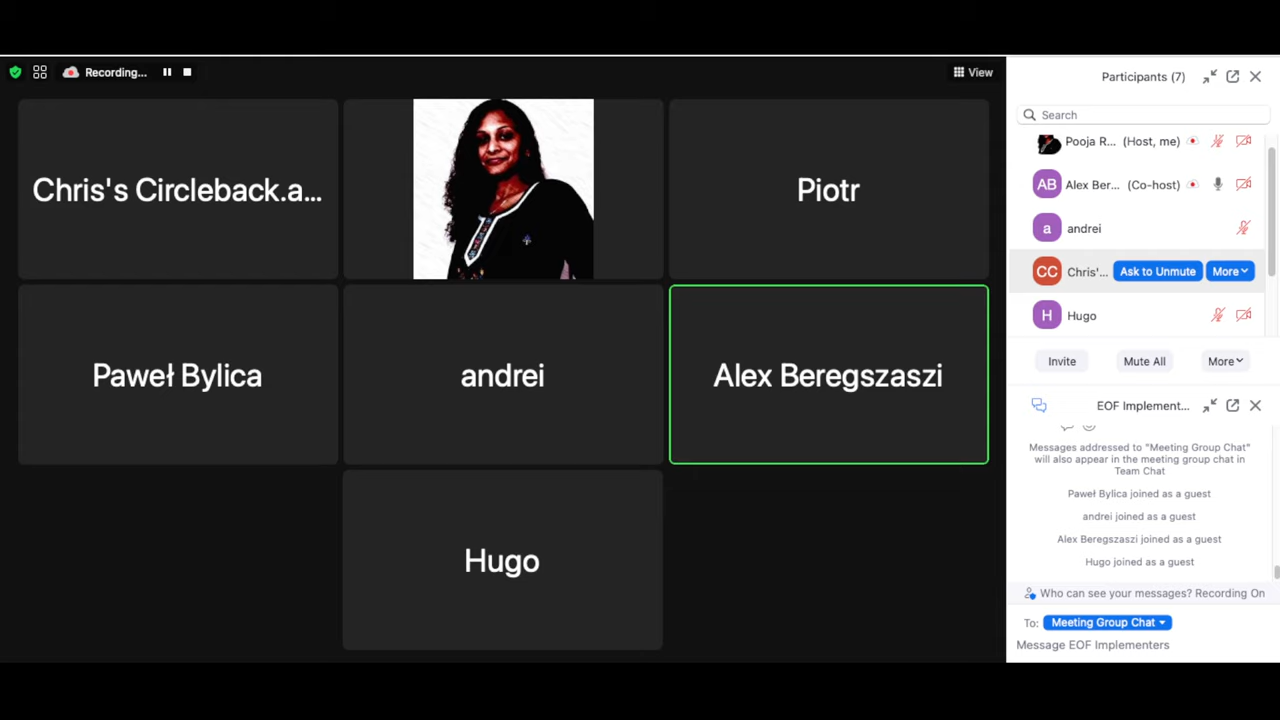 Recording...
View
Chris's Circleback.a...
Piotr
Paweł Bylica
andrei
Alex Beregszaszi
Hugo
Participants (7)
Search
Pooja R... (Host, me)
AB Alex Ber... (Co-host)
a andrei
CC Chris'... Ask to Unmute More
H Hugo
Invite Mute All More
EOF Implement...
Messages addressed to "Meeting Group Chat"
will also appear in the meeting group chat in
Team Chat
Paweł Bylica joined as a guest
andrei joined as a guest
Alex Beregszaszi joined as a guest
Hugo joined as a guest
Who can see your messages? Recording On
To: Meeting Group Chat
Message EOF Implementers